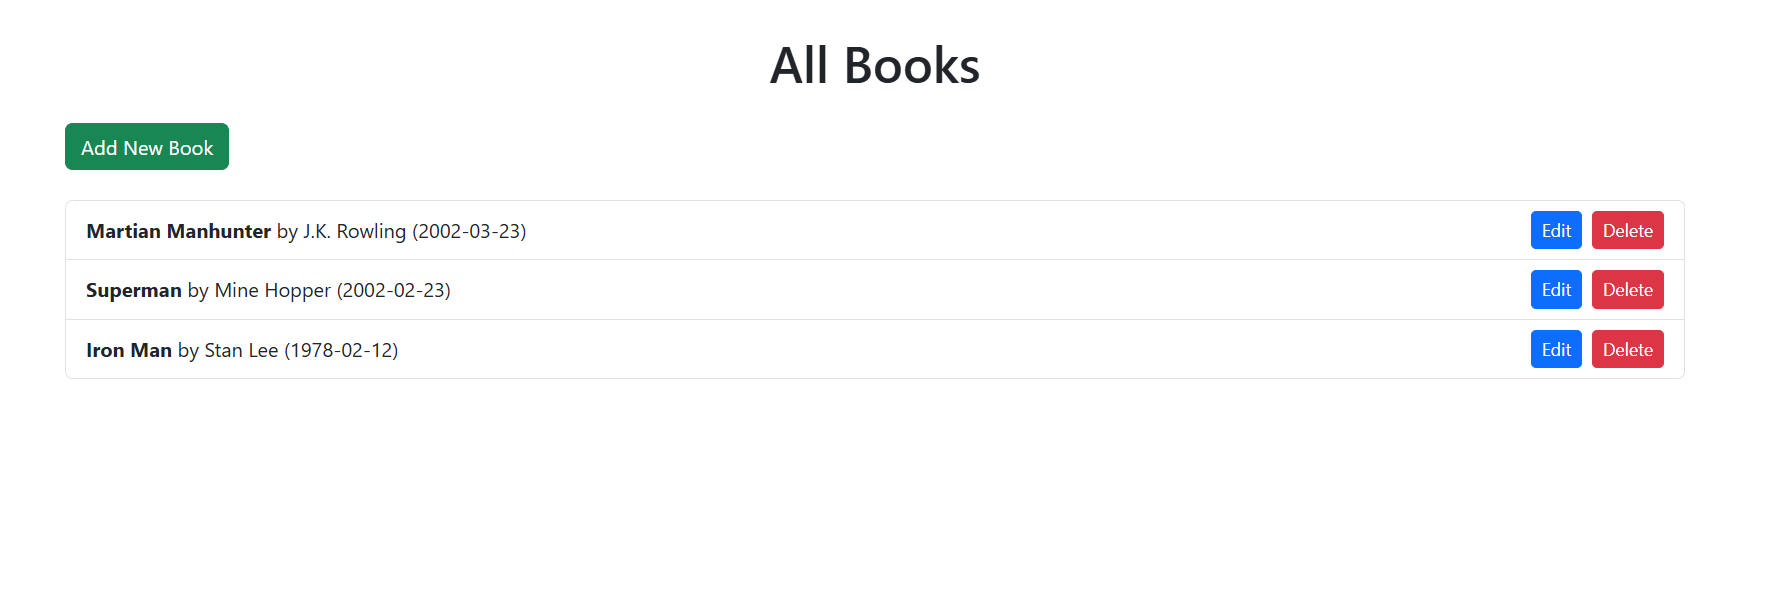 All Books
Add New Book
Martian Manhunter by J.K. Rowling (2002-03-23) Edit Delete
Superman by Mine Hopper (2002-02-23) Edit Delete
Iron Man by Stan Lee (1978-02-12) Edit Delete